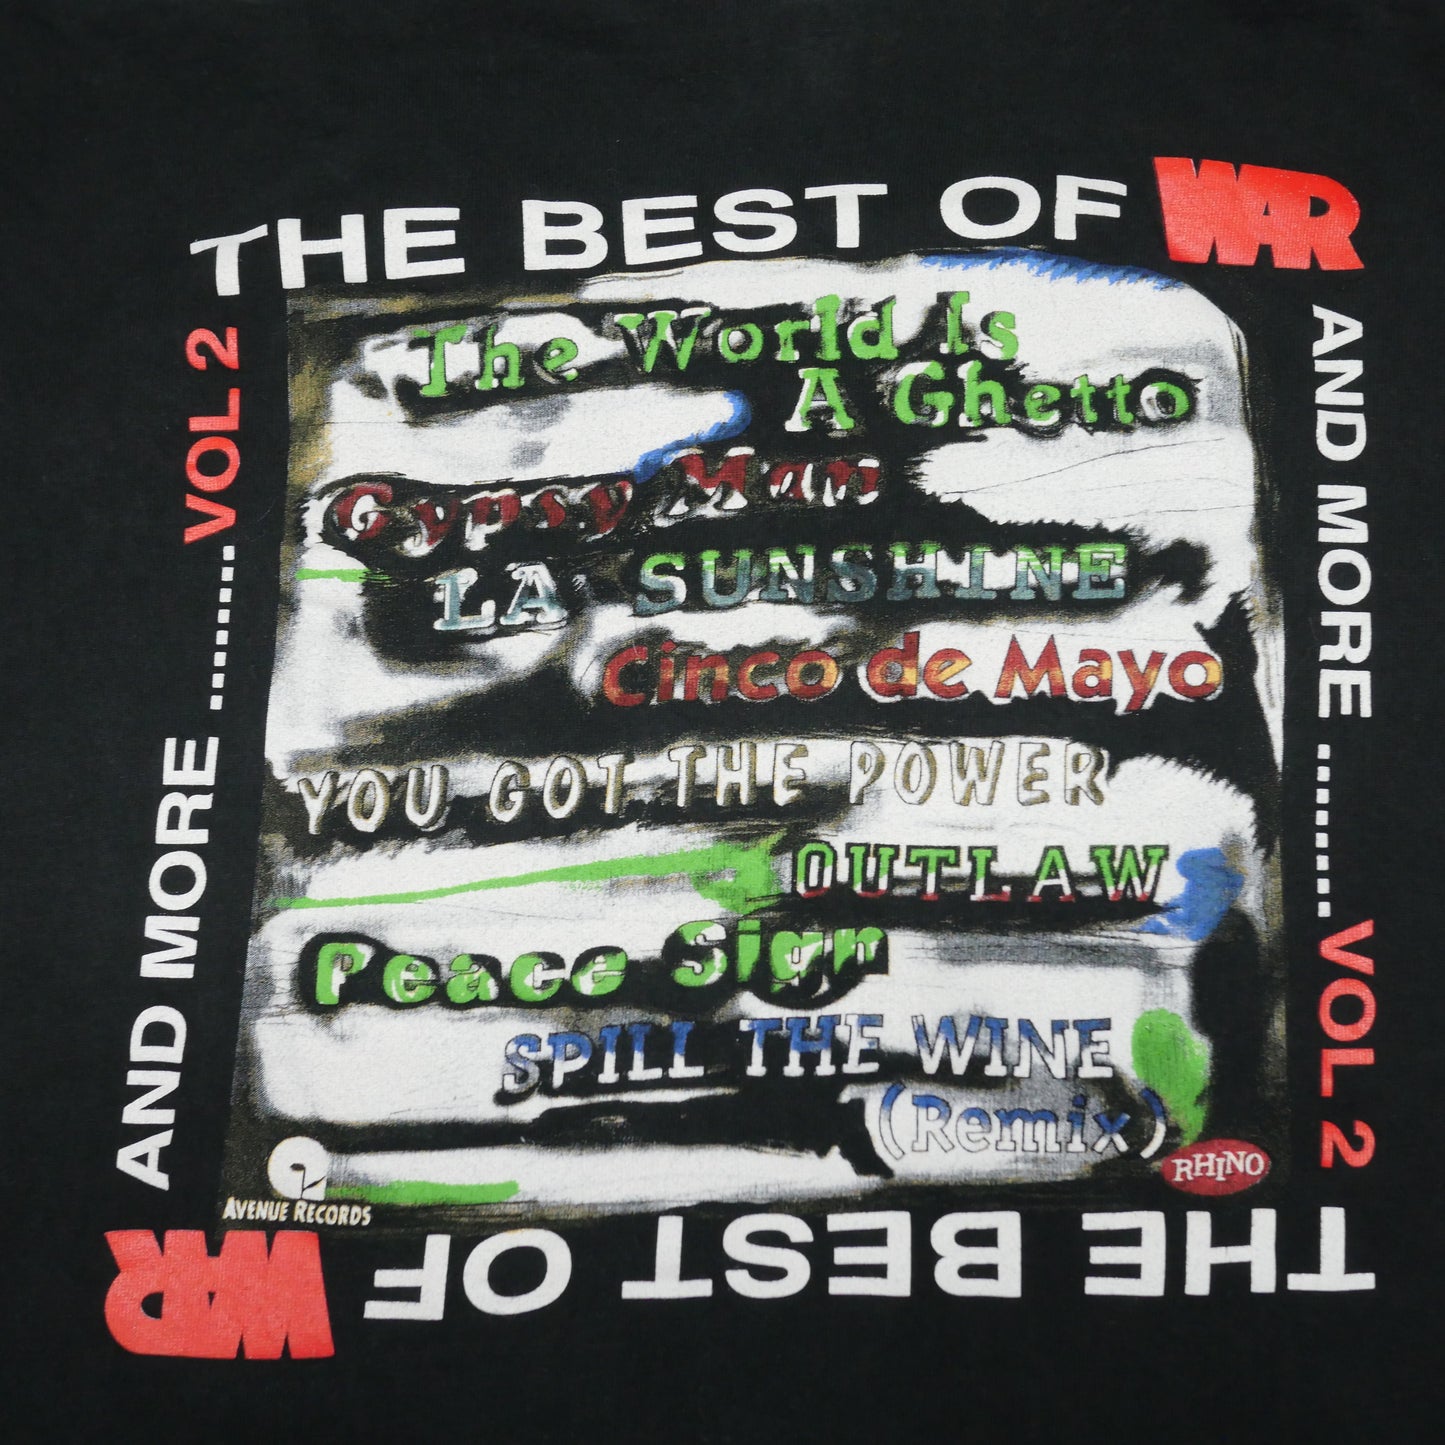 THE BEST OF WAR
AND MORE .......VOL 2
The World Is
A Ghetto
Gypsy Man
LA SUNSHINE
Cinco de Mayo
YOU GOT THE POWER
OUTLAW
Peace Sign
SPILL THE WINE
(Remix)
AVENUE RECORDS
RHINO
THE BEST OF WAR
AND MORE .......VOL 2